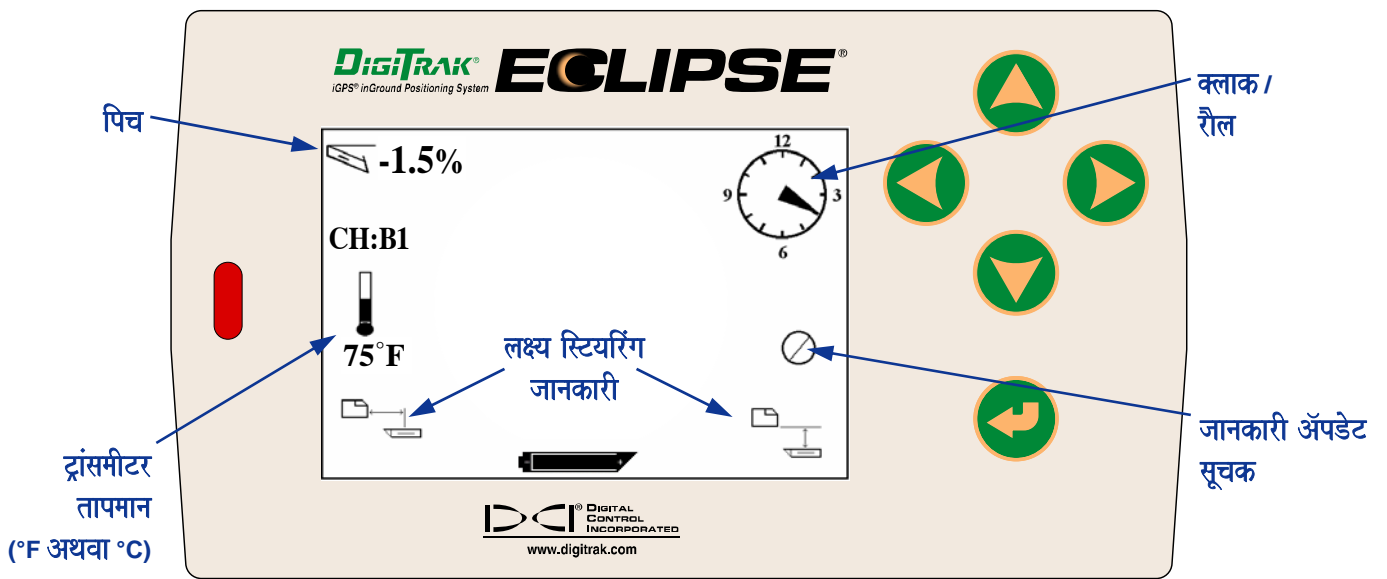 DIGITRAK® ECLIPSE®
iGPS® inGround Positioning System
पिच
-1.5%
CH:B1
75°F
12
3
6
9
क्लाक /
रौल
लक्ष्य स्टियरिंग
जानकारी
ट्रांसमीटर
तापमान
(°F अथवा °C)
जानकारी ॲपडेट
सूचक
DCI® DIGITAL
CONTROL
INCORPORATED
www.digitrak.com